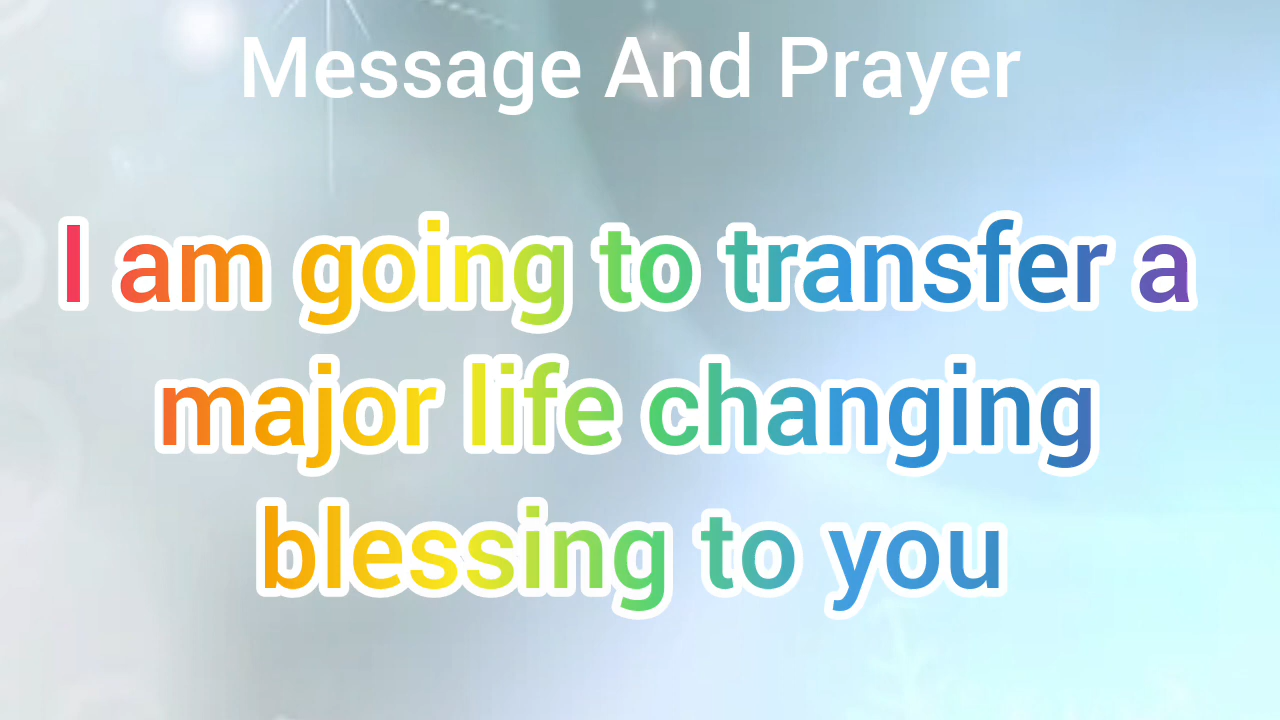 Message And Prayer
I am going to transfer a
major life changing
blessing to you